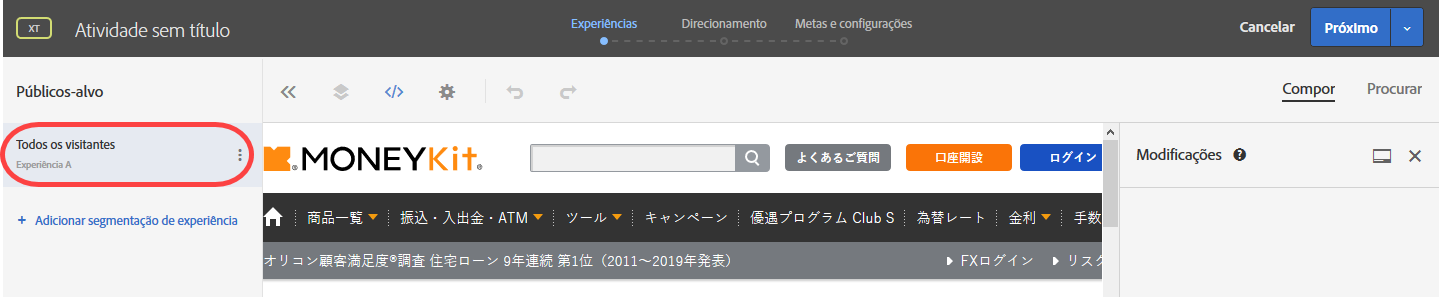 XT Atividade sem título Experiências Direcionamento Metas e configurações Cancelar Próximo
Públicos-alvo </> Compor Procurar
Todos os visitantes
Experiência A
MONEYKit® よくあるご質問 口座開設 ログイン Modificações ?
+ Adicionar segmentação de experiência
商品一覧 振込・入出金・ATM ツール キャンペーン 優遇プログラム Club S 為替レート 金利 手数
オリコン顧客満足度®調査 住宅ローン 9年連続 第1位（2011～2019年発表） FXログイン リスク